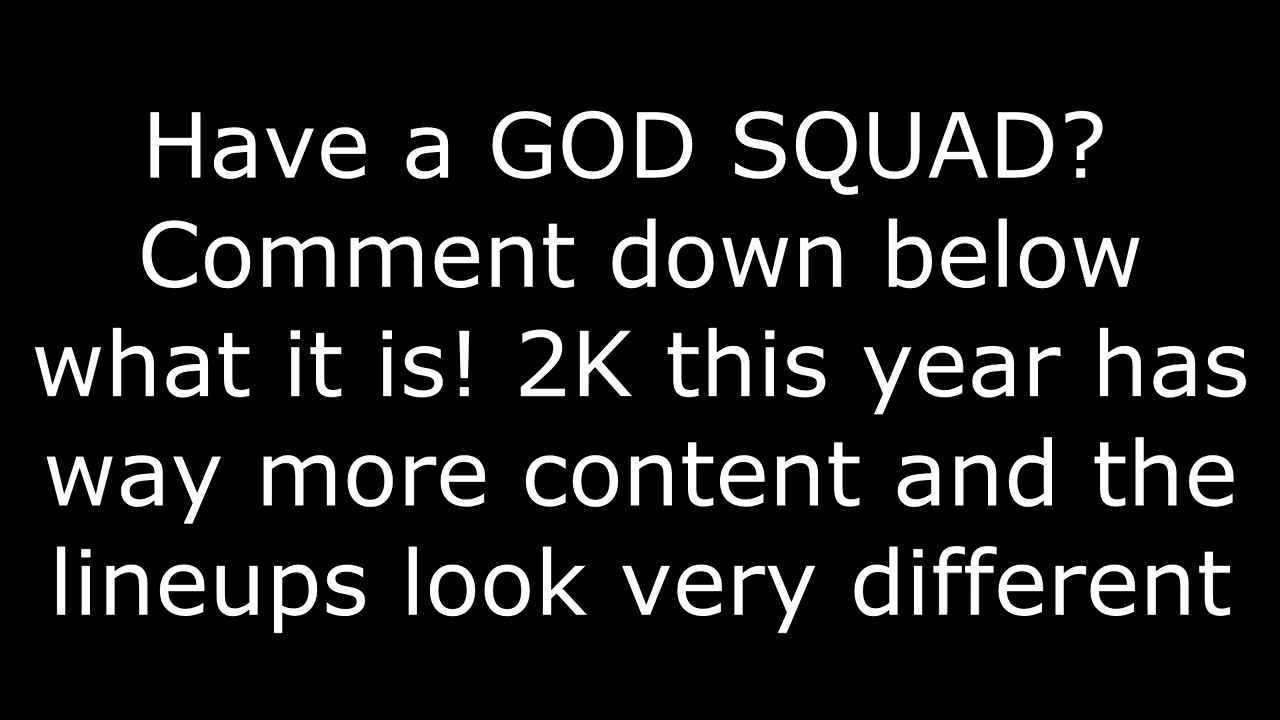 Have a GOD SQUAD?
Comment down below
what it is! 2K this year has
way more content and the
lineups look very different